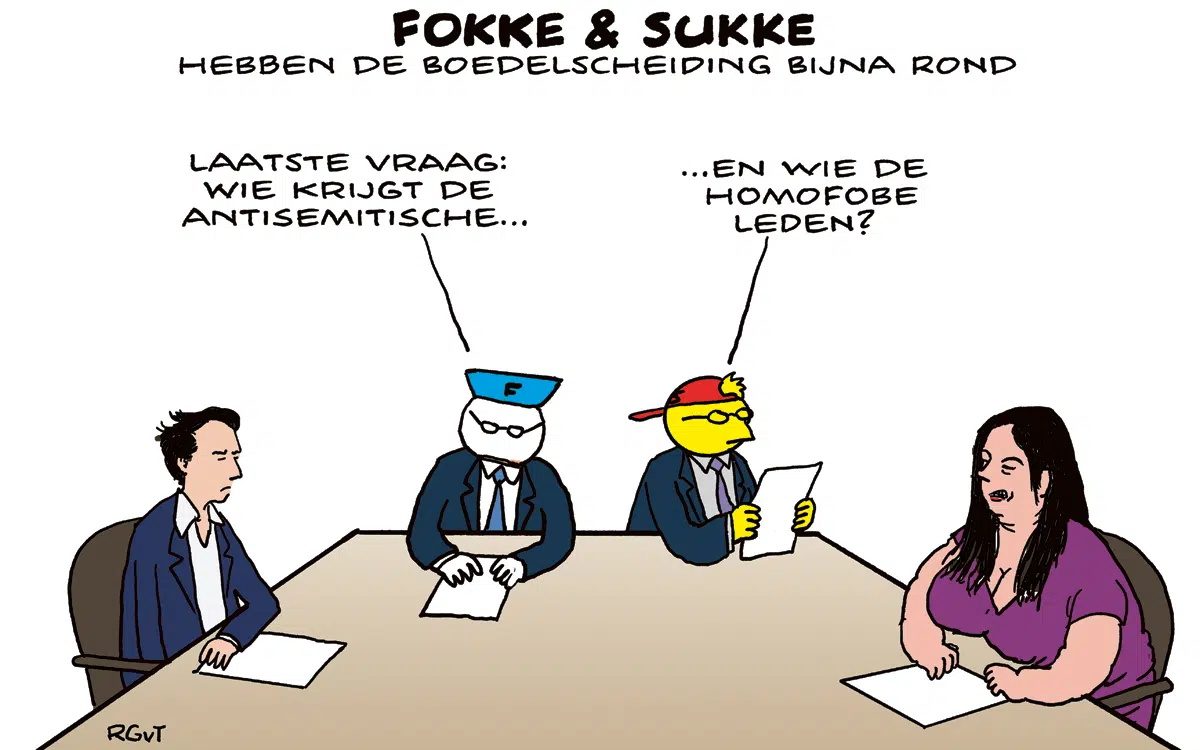 FOKKE & SUKKE
HEBBEN DE BOEDELSCHEIDING BIJNA ROND
LAATSTE VRAAG:
WIE KRIJGT DE
ANTISEMITISCHE...
...EN WIE DE
HOMOFOBE
LEDEN?
F
RGvT